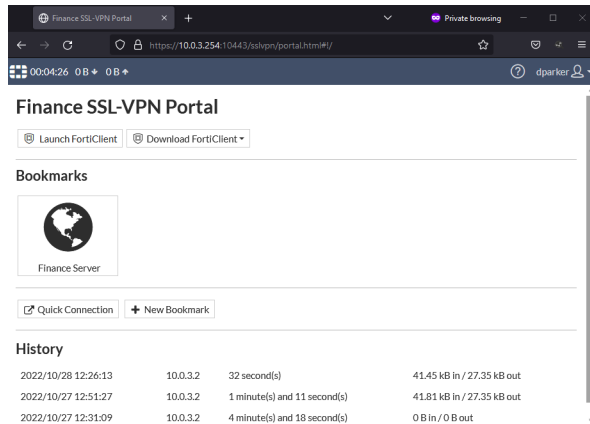 Finance SSL-VPN Portal
Private browsing
https://10.0.3.254:10443/sslvpn/portal.html#/
00:04:26 0 B 0 B
dparker
Finance SSL-VPN Portal
Launch FortiClient Download FortiClient
Bookmarks
Finance Server
Quick Connection New Bookmark
History
2022/10/28 12:26:13 10.0.3.2 32 second(s) 41.45 kB in / 27.35 kB out
2022/10/27 12:51:27 10.0.3.2 1 minute(s) and 11 second(s) 41.81 kB in / 27.35 kB out
2022/10/27 12:31:09 10.0.3.2 4 minute(s) and 18 second(s) 0 B in / 0 B out